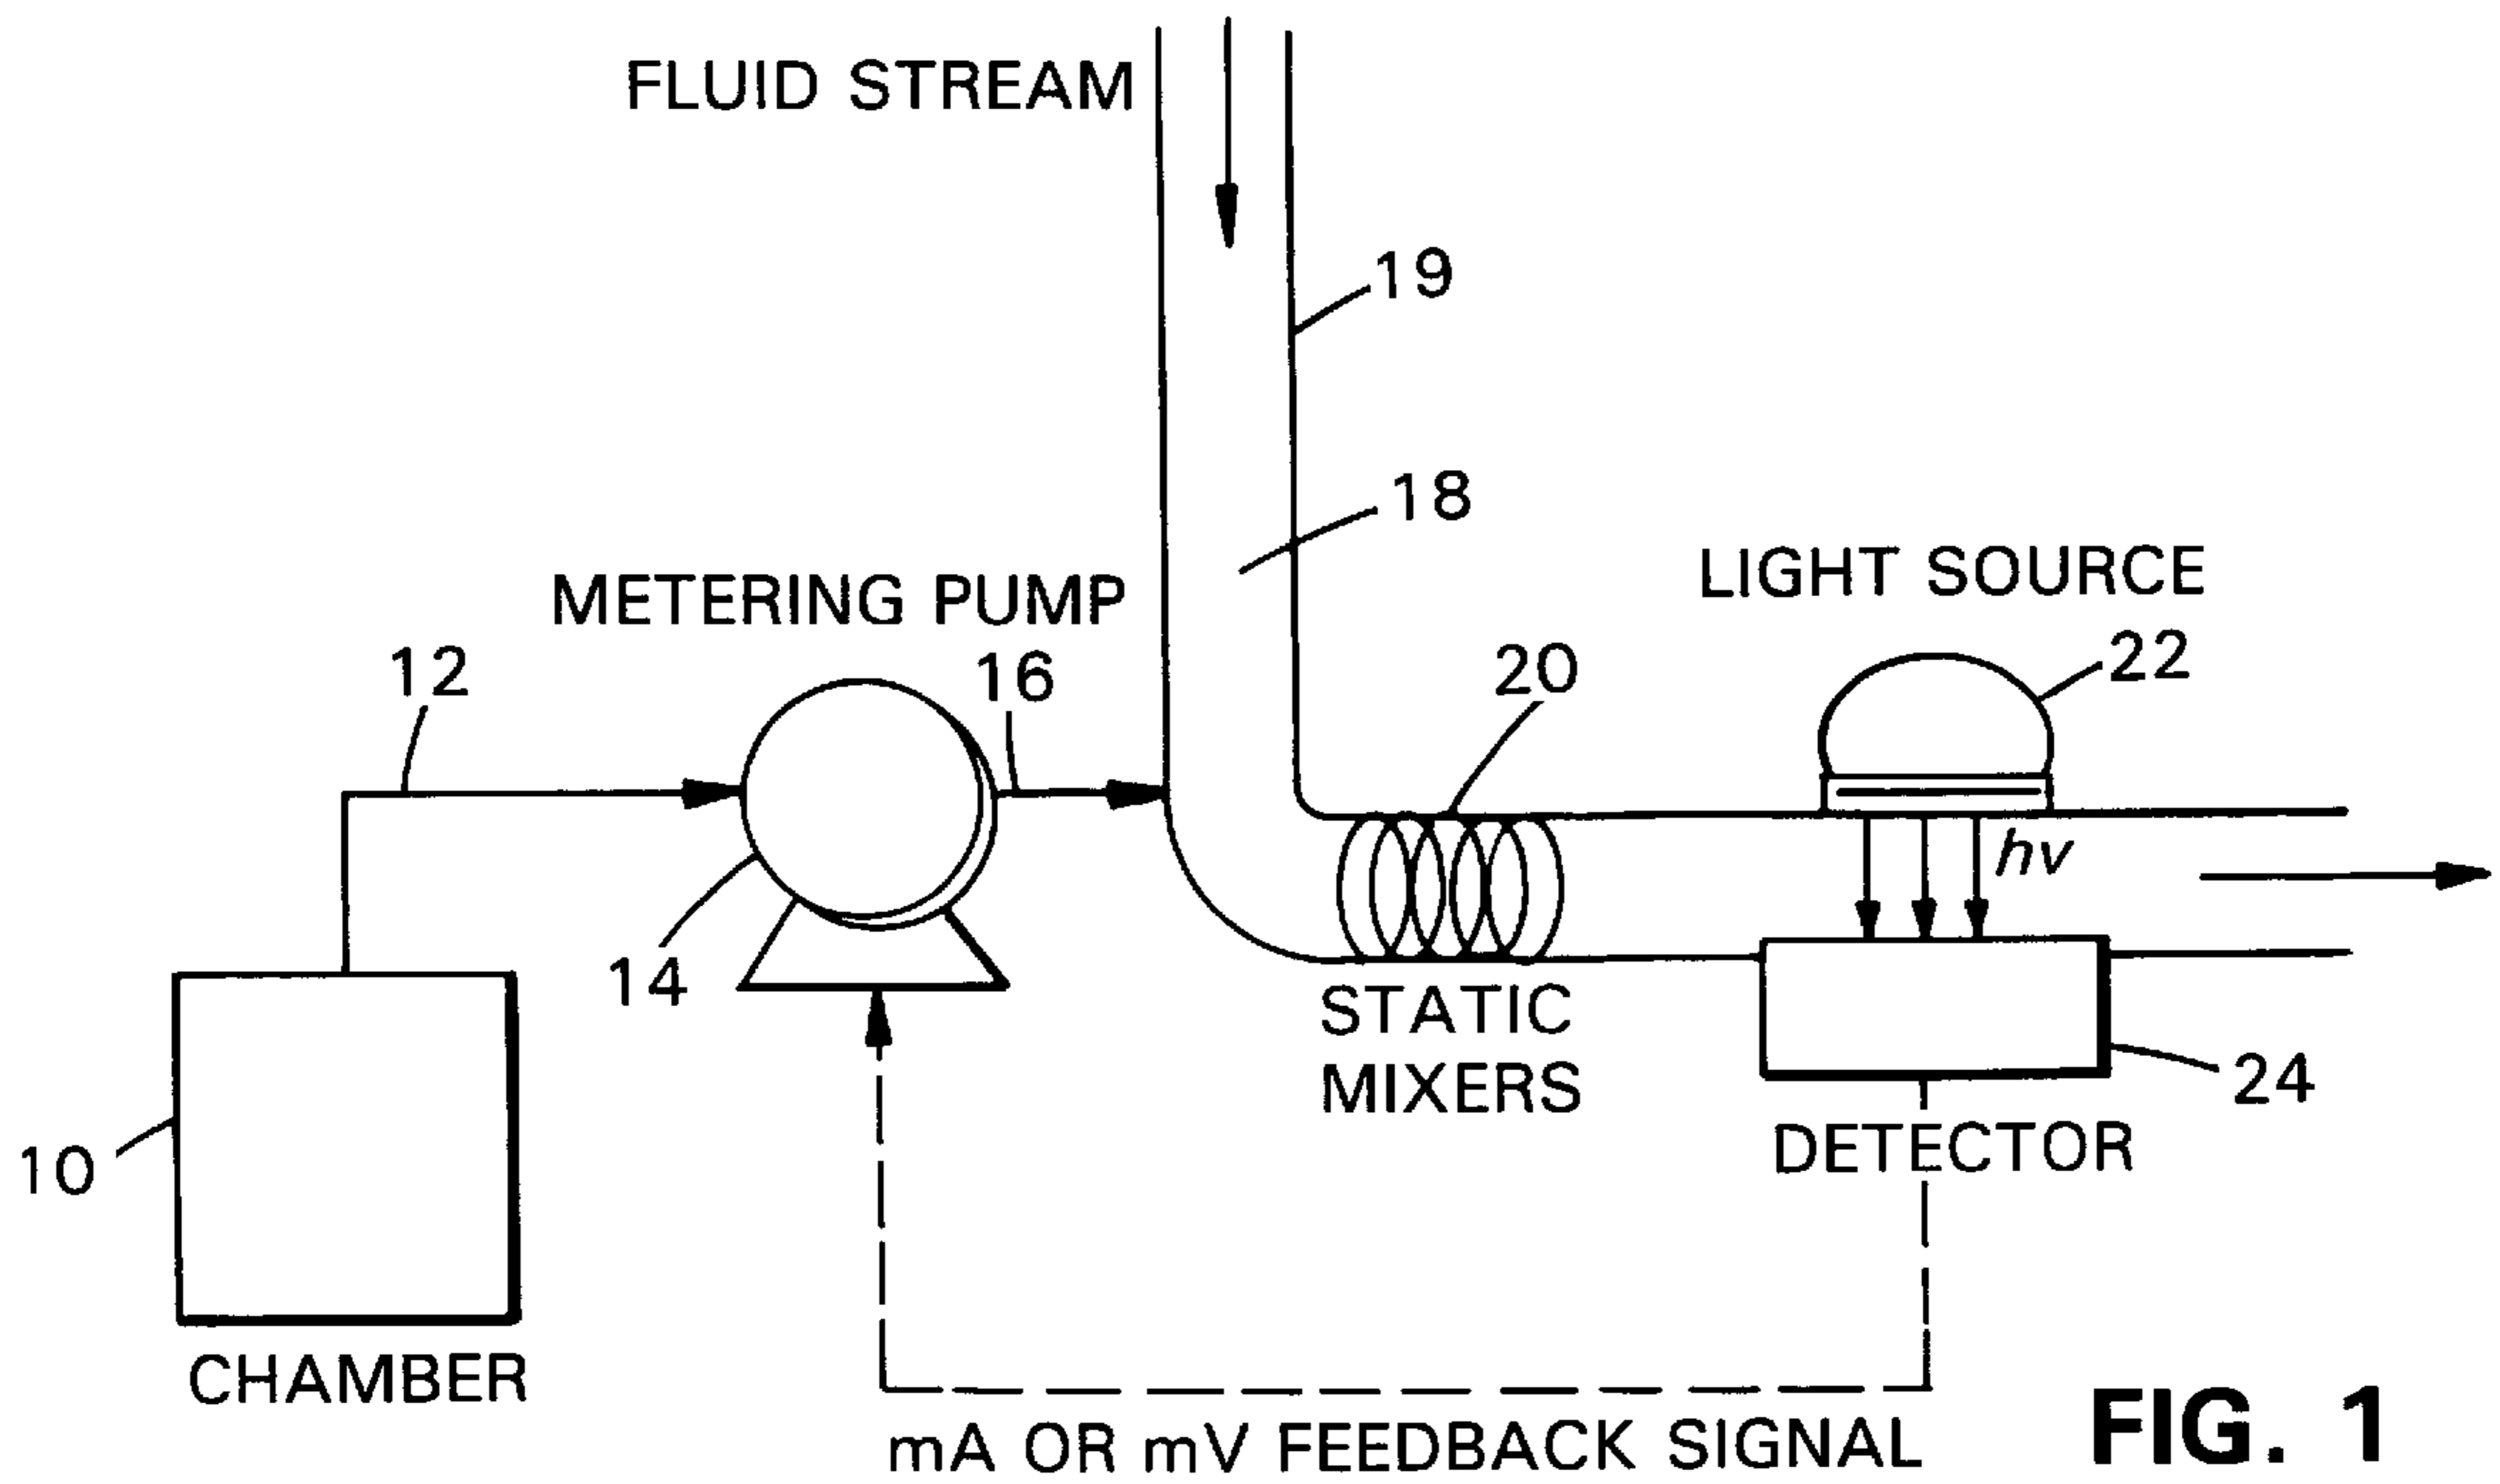 FLUID STREAM
19
18
METERING PUMP
LIGHT SOURCE
12
16
20
22
hv
14
STATIC
MIXERS
24
10
DETECTOR
CHAMBER
mA OR mV FEEDBACK SIGNAL
FIG. 1